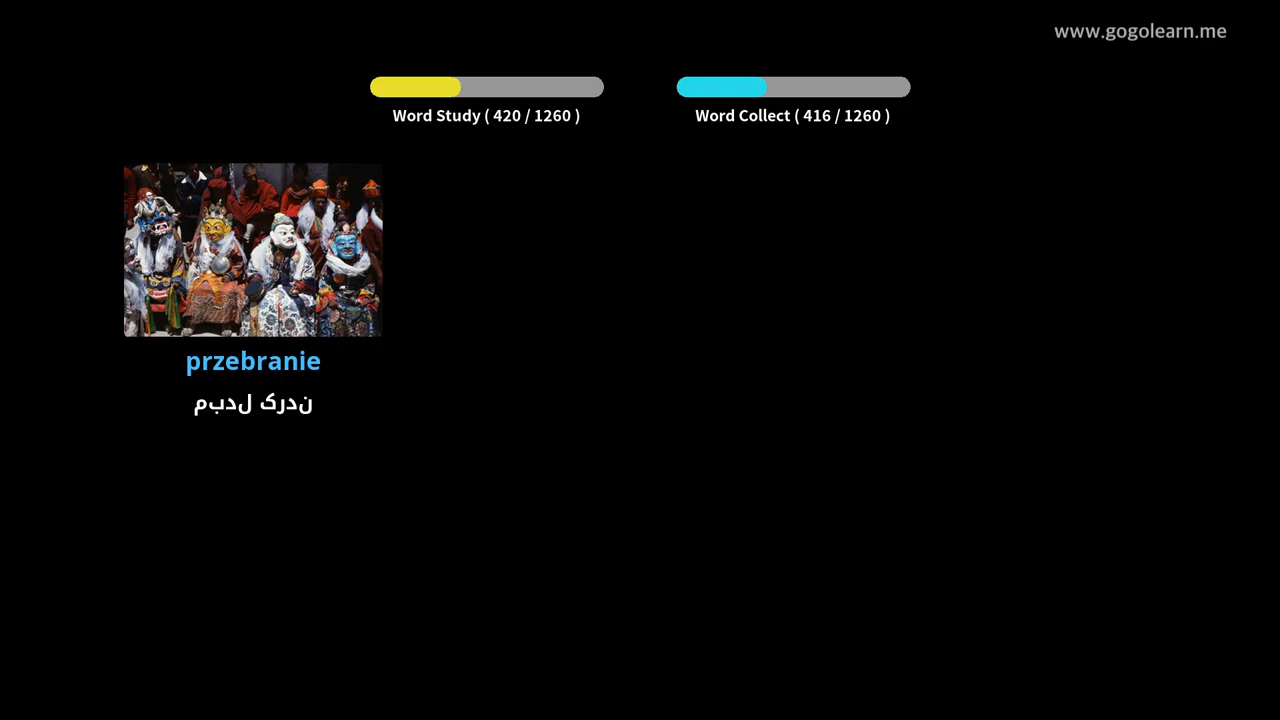 www.gogolearn.me
Word Study ( 420 / 1260 )
Word Collect ( 416 / 1260 )
przebranie
ندرک لدبم